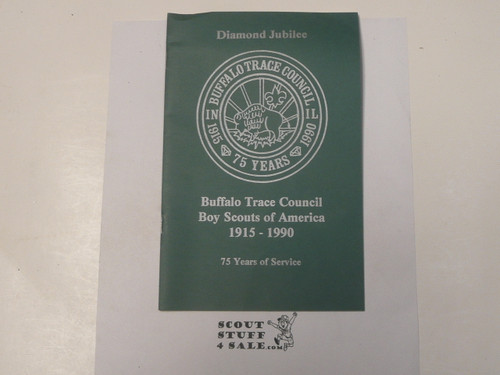 Diamond Jubilee
BUFFALO TRACE COUNCIL
IN IL
1915 1990
75 YEARS
Buffalo Trace Council
Boy Scouts of America
1915 - 1990
75 Years of Service
SCOUT
STUFF
4 SALE.COM